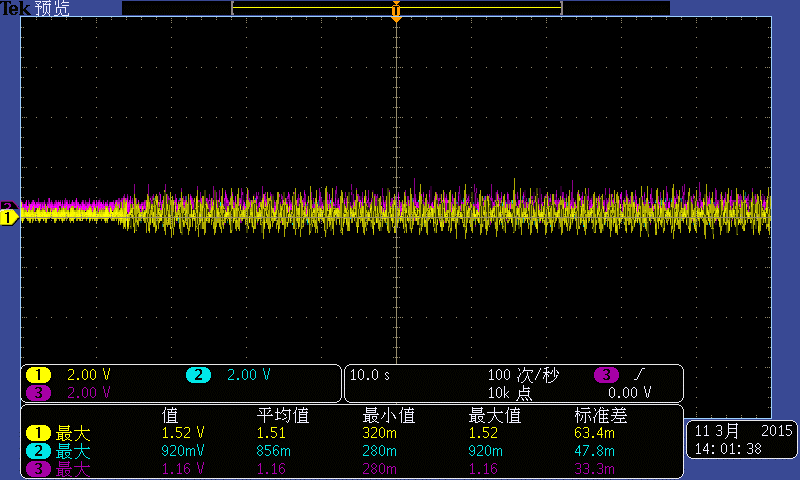 Tek 预览
T
3
1
1 2.00 V 2 2.00 V
3 2.00 V
10.0 s 100 次/秒 3
10k 点 0.00 V
值 平均值 最小值 最大值 标准差
1 最大 1.52 V 1.51 320m 1.52 63.4m
2 最大 920mV 856m 280m 920m 47.8m
3 最大 1.16 V 1.16 280m 1.16 33.3m
11 3月 2015
14:01:38